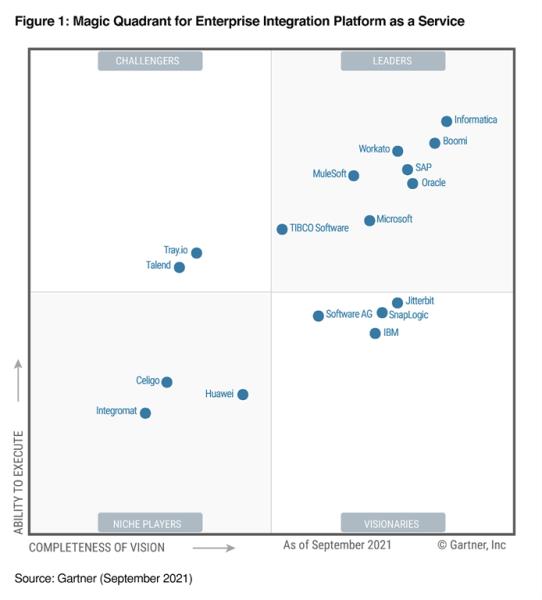 Figure 1: Magic Quadrant for Enterprise Integration Platform as a Service
CHALLENGERS
LEADERS
Informatica
Boomi
Workato
SAP
MuleSoft
Oracle
Microsoft
TIBCO Software
Tray.io
Talend
Jitterbit
Software AG
SnapLogic
IBM
Celigo
Huawei
Integromat
ABILITY TO EXECUTE
NICHE PLAYERS
VISIONARIES
COMPLETENESS OF VISION
As of September 2021
© Gartner, Inc
Source: Gartner (September 2021)